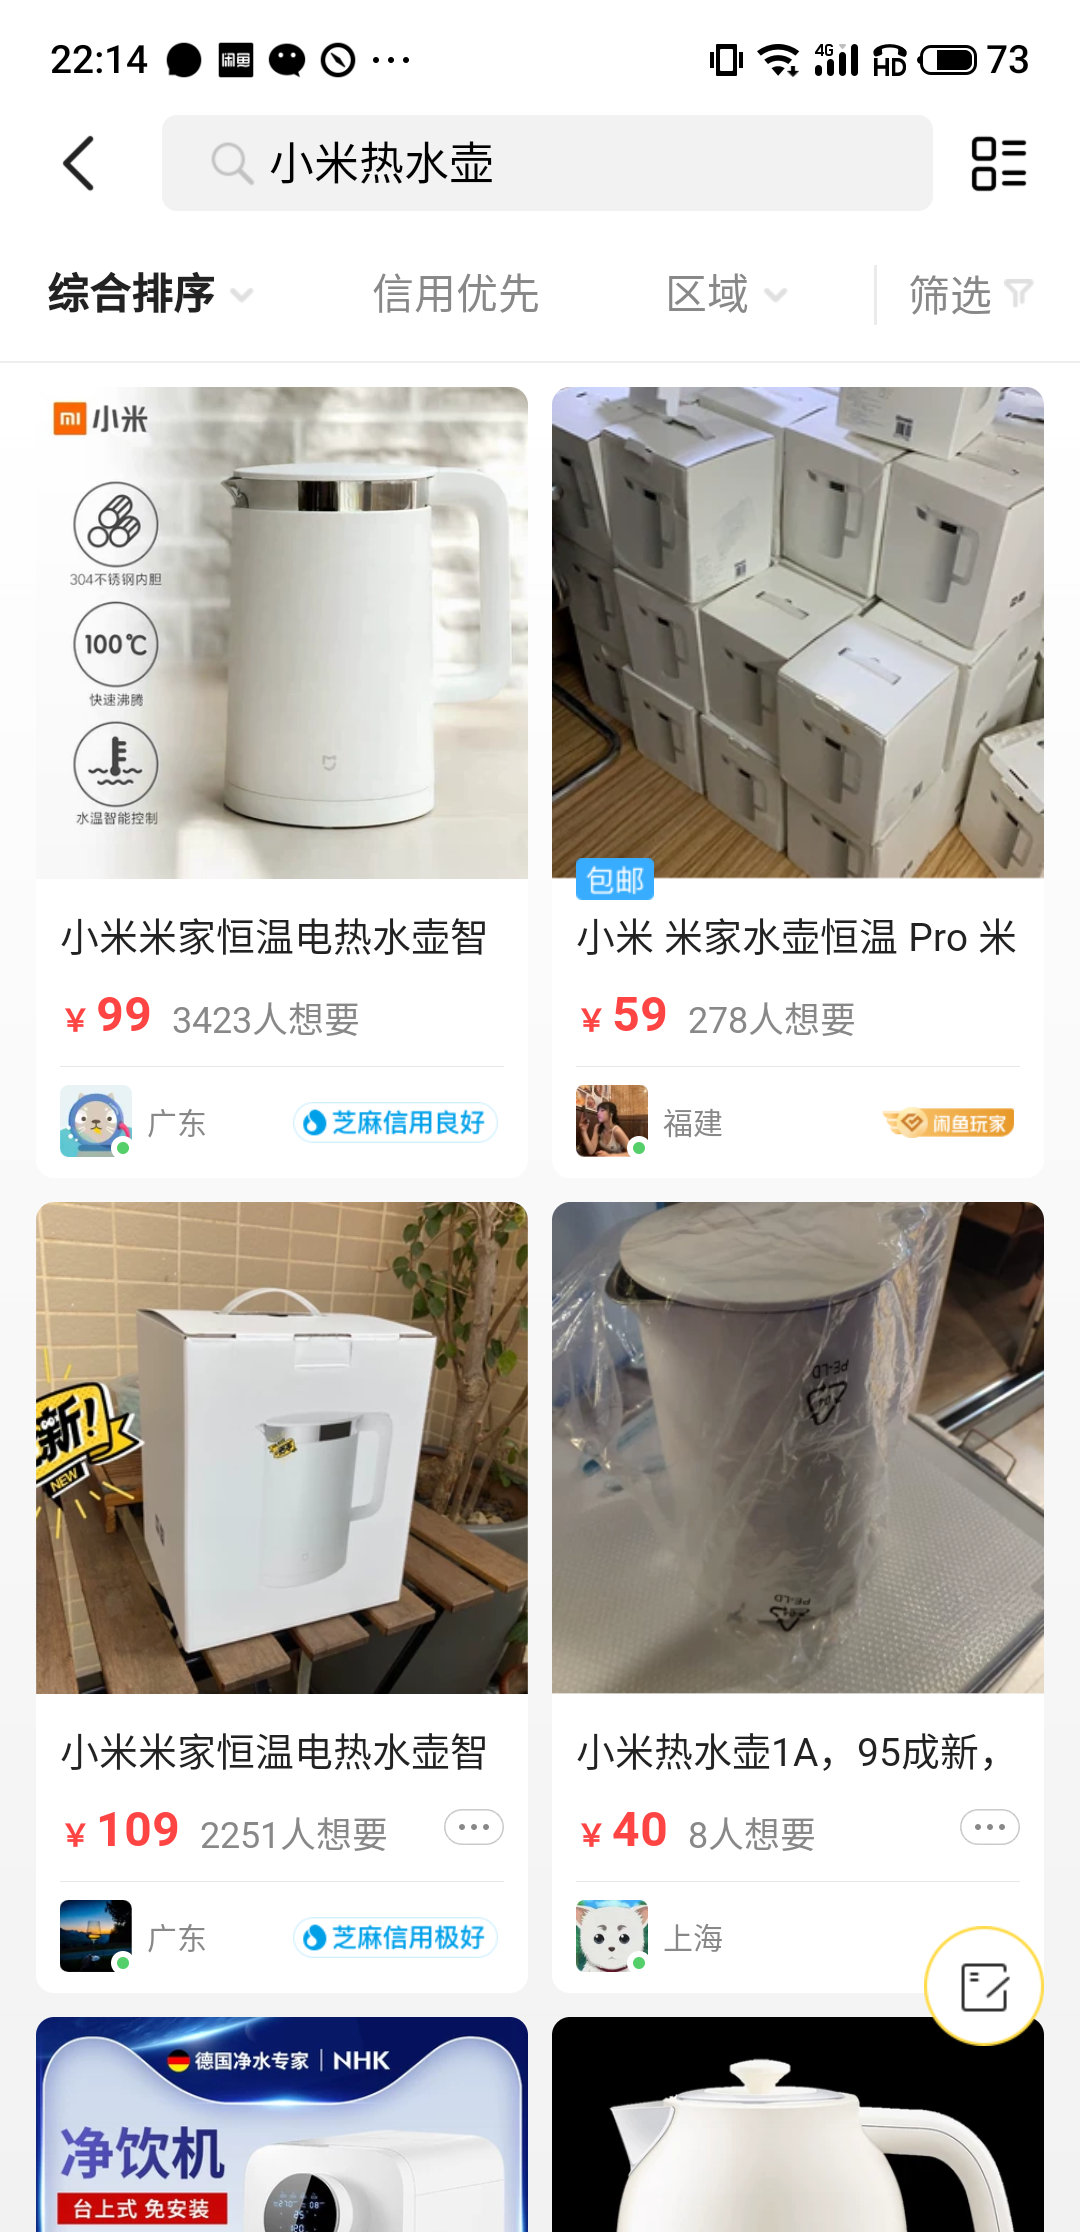 22:14
闲鱼
4G
HD
73
小米热水壶
综合排序
信用优先
区域
筛选
mi 小米
304不锈钢内胆
100℃
快速沸腾
水温智能控制
小米米家恒温电热水壶智
¥ 99 3423人想要
广东
芝麻信用良好
包邮
小米 米家水壶恒温 Pro 米
¥ 59 278人想要
福建
闲鱼玩家
新!
NEW
小米米家恒温电热水壶智
¥ 109 2251人想要
广东
芝麻信用极好
PE-LD
04
PE-LD
小米热水壶1A，95成新，
¥ 40 8人想要
上海
德国净水专家 | NHK
净饮机
台上式 免安装